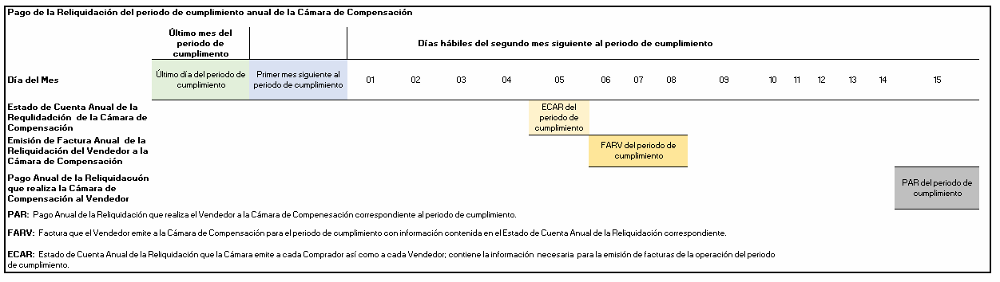 Pago de la Reliquidación del periodo de cumplimiento anual de la Cámara de Compensación
Último mes del
periodo de
cumplimento
Días hábiles del segundo mes siguiente al periodo de cumplimiento
Día del Mes
Último día del periodo de
cumplimiento
Primer mes siguiente al
periodo de cumplimiento
01 02 03 04 05 06 07 08 09 10 11 12 13 14 15
Estado de Cuenta Anual de la
Requlidadción de la Cámara de
Compensación
ECAR del
periodo de
cumplimiento
Emisión de Factura Anual de la
Reliquidación del Vendedor a la
Cámara de Compensación
FARV del periodo de
cumplimiento
Pago Anual de la Reliquidacuón
que realiza la Cámara de
Compensación al Vendedor
PAR del periodo de
cumplimiento
PAR: Pago Anual de la Reliquidación que realiza el Vendedor a la Cámara de Compenesación correspondiente al periodo de cumplimiento.
FARV: Factura que el Vendedor emite a la Cámara de Compensación para el periodo de cumplimiento con información contenida en el Estado de Cuenta Anual de la Reliquidación correspondiente.
ECAR: Estado de Cuenta Anual de la Reliquidación que la Cámara emite a cada Comprador así como a cada Vendedor; contiene la información necesaria para la emisión de facturas de la operación del periodo
de cumplimiento.